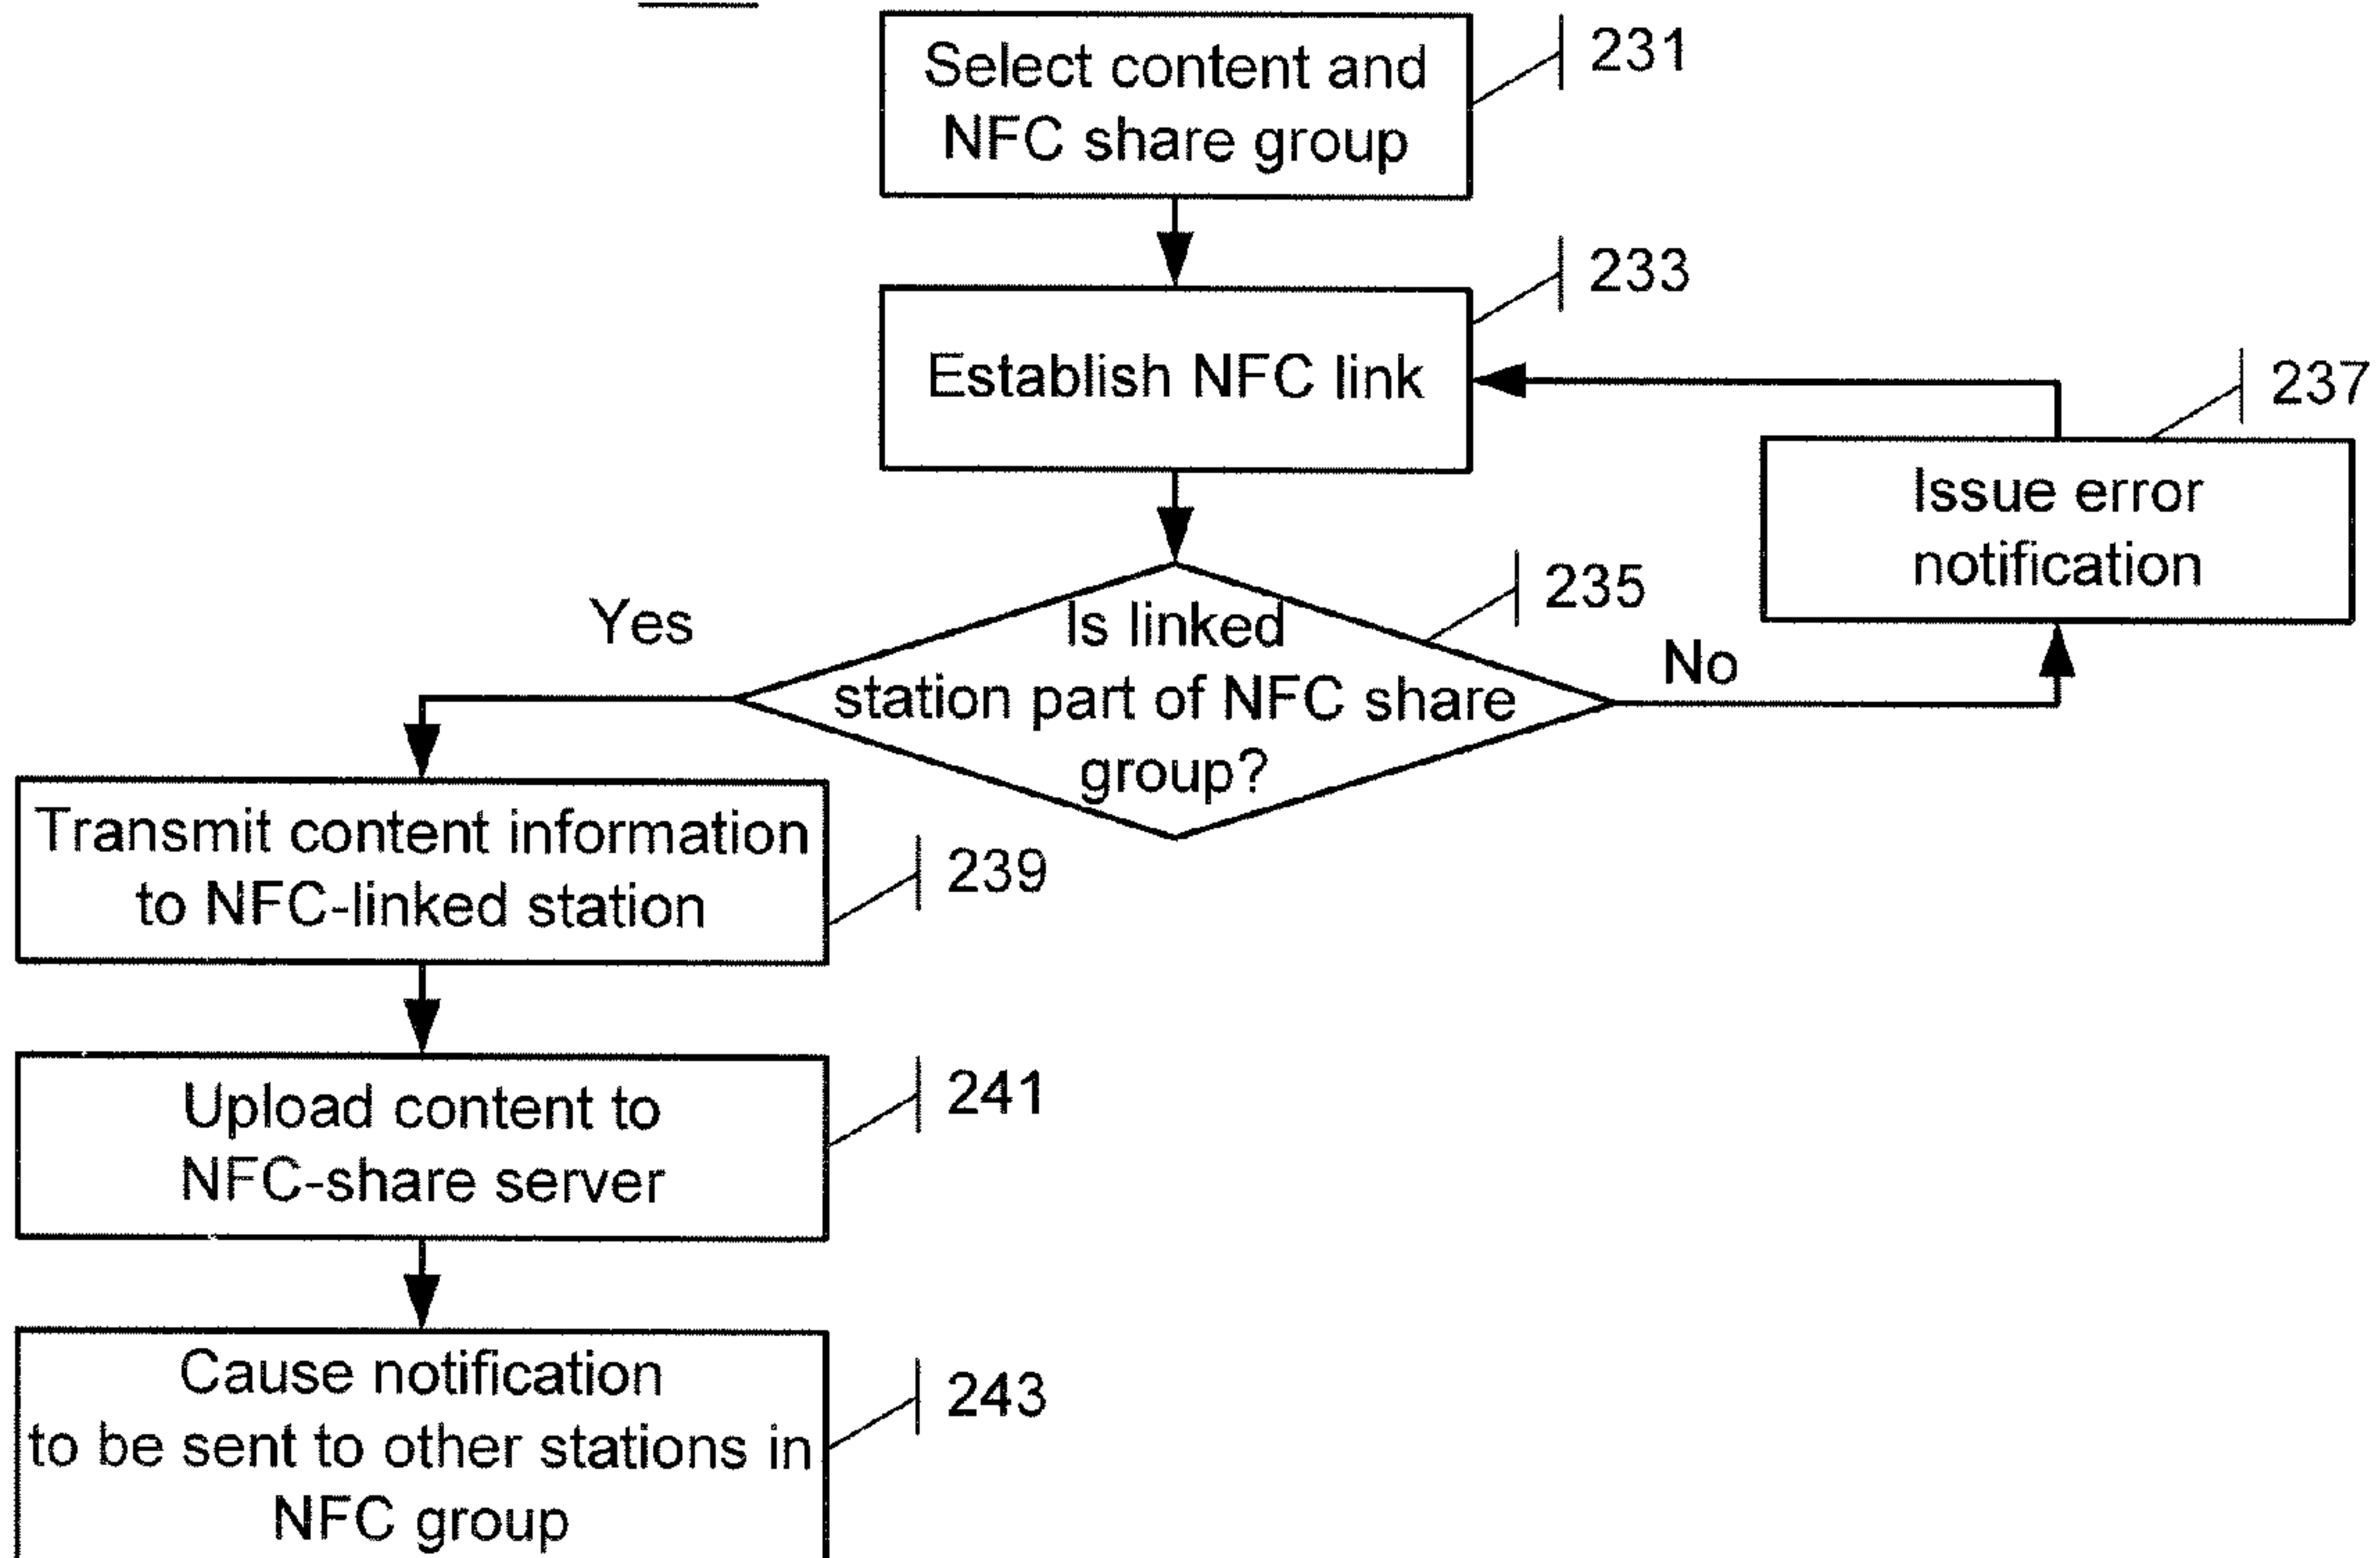 Select content and
NFC share group
231
Establish NFC link
233
Issue error
notification
237
Is linked
station part of NFC share
group?
235
Yes
No
Transmit content information
to NFC-linked station
239
Upload content to
NFC-share server
241
Cause notification
to be sent to other stations in
NFC group
243